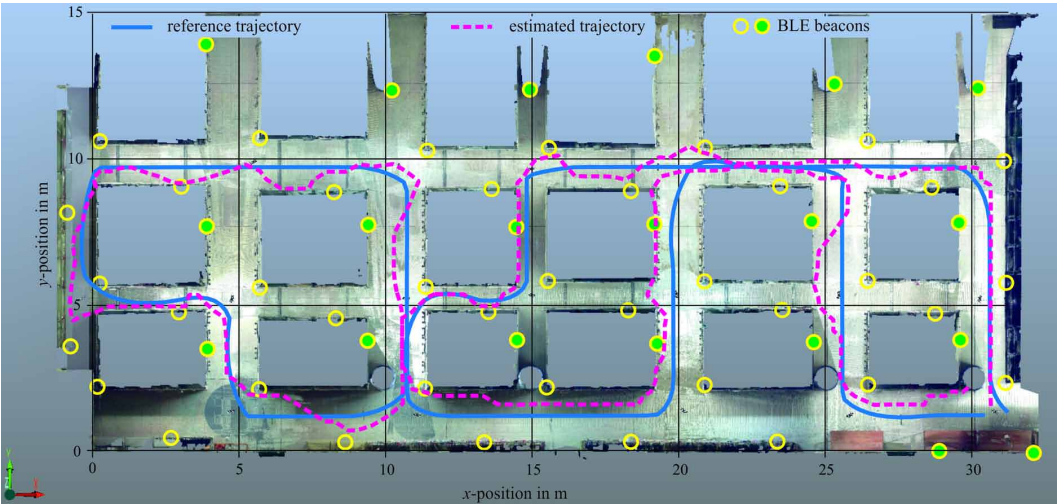 15
reference trajectory
estimated trajectory
BLE beacons
10
y-position in m
5
0
0
5
10
15
20
25
30
x-position in m